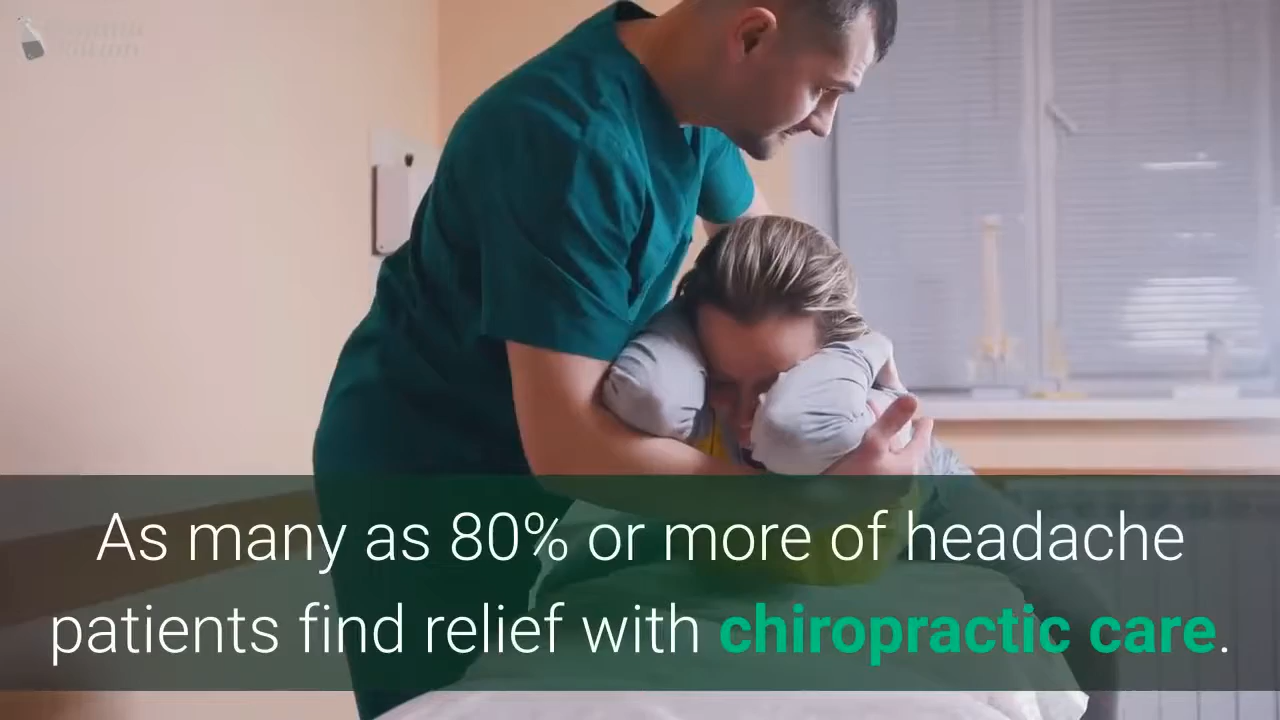 As many as 80% or more of headache
patients find relief with chiropractic care.